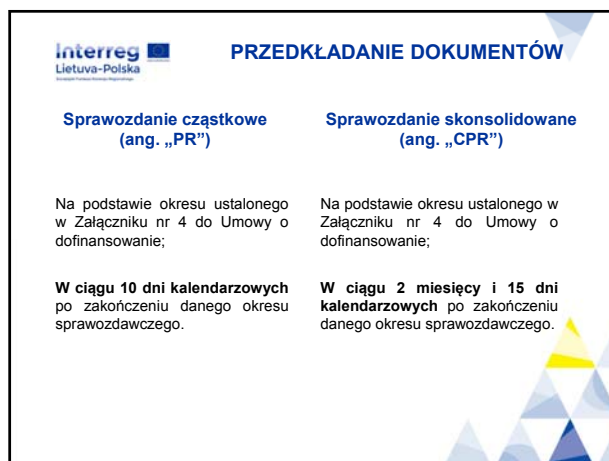 Interreg
Lietuva-Polska
PRZEDKŁADANIE DOKUMENTÓW
Sprawozdanie cząstkowe
(ang. „PR”)
Na podstawie okresu ustalonego
w Załączniku nr 4 do Umowy o
dofinansowanie;
W ciągu 10 dni kalendarzowych
po zakończeniu danego okresu
sprawozdawczego.
Sprawozdanie skonsolidowane
(ang. „CPR”)
Na podstawie okresu ustalonego w
Załączniku nr 4 do Umowy o
dofinansowanie;
W ciągu 2 miesięcy i 15 dni
kalendarzowych po zakończeniu
danego okresu sprawozdawczego.